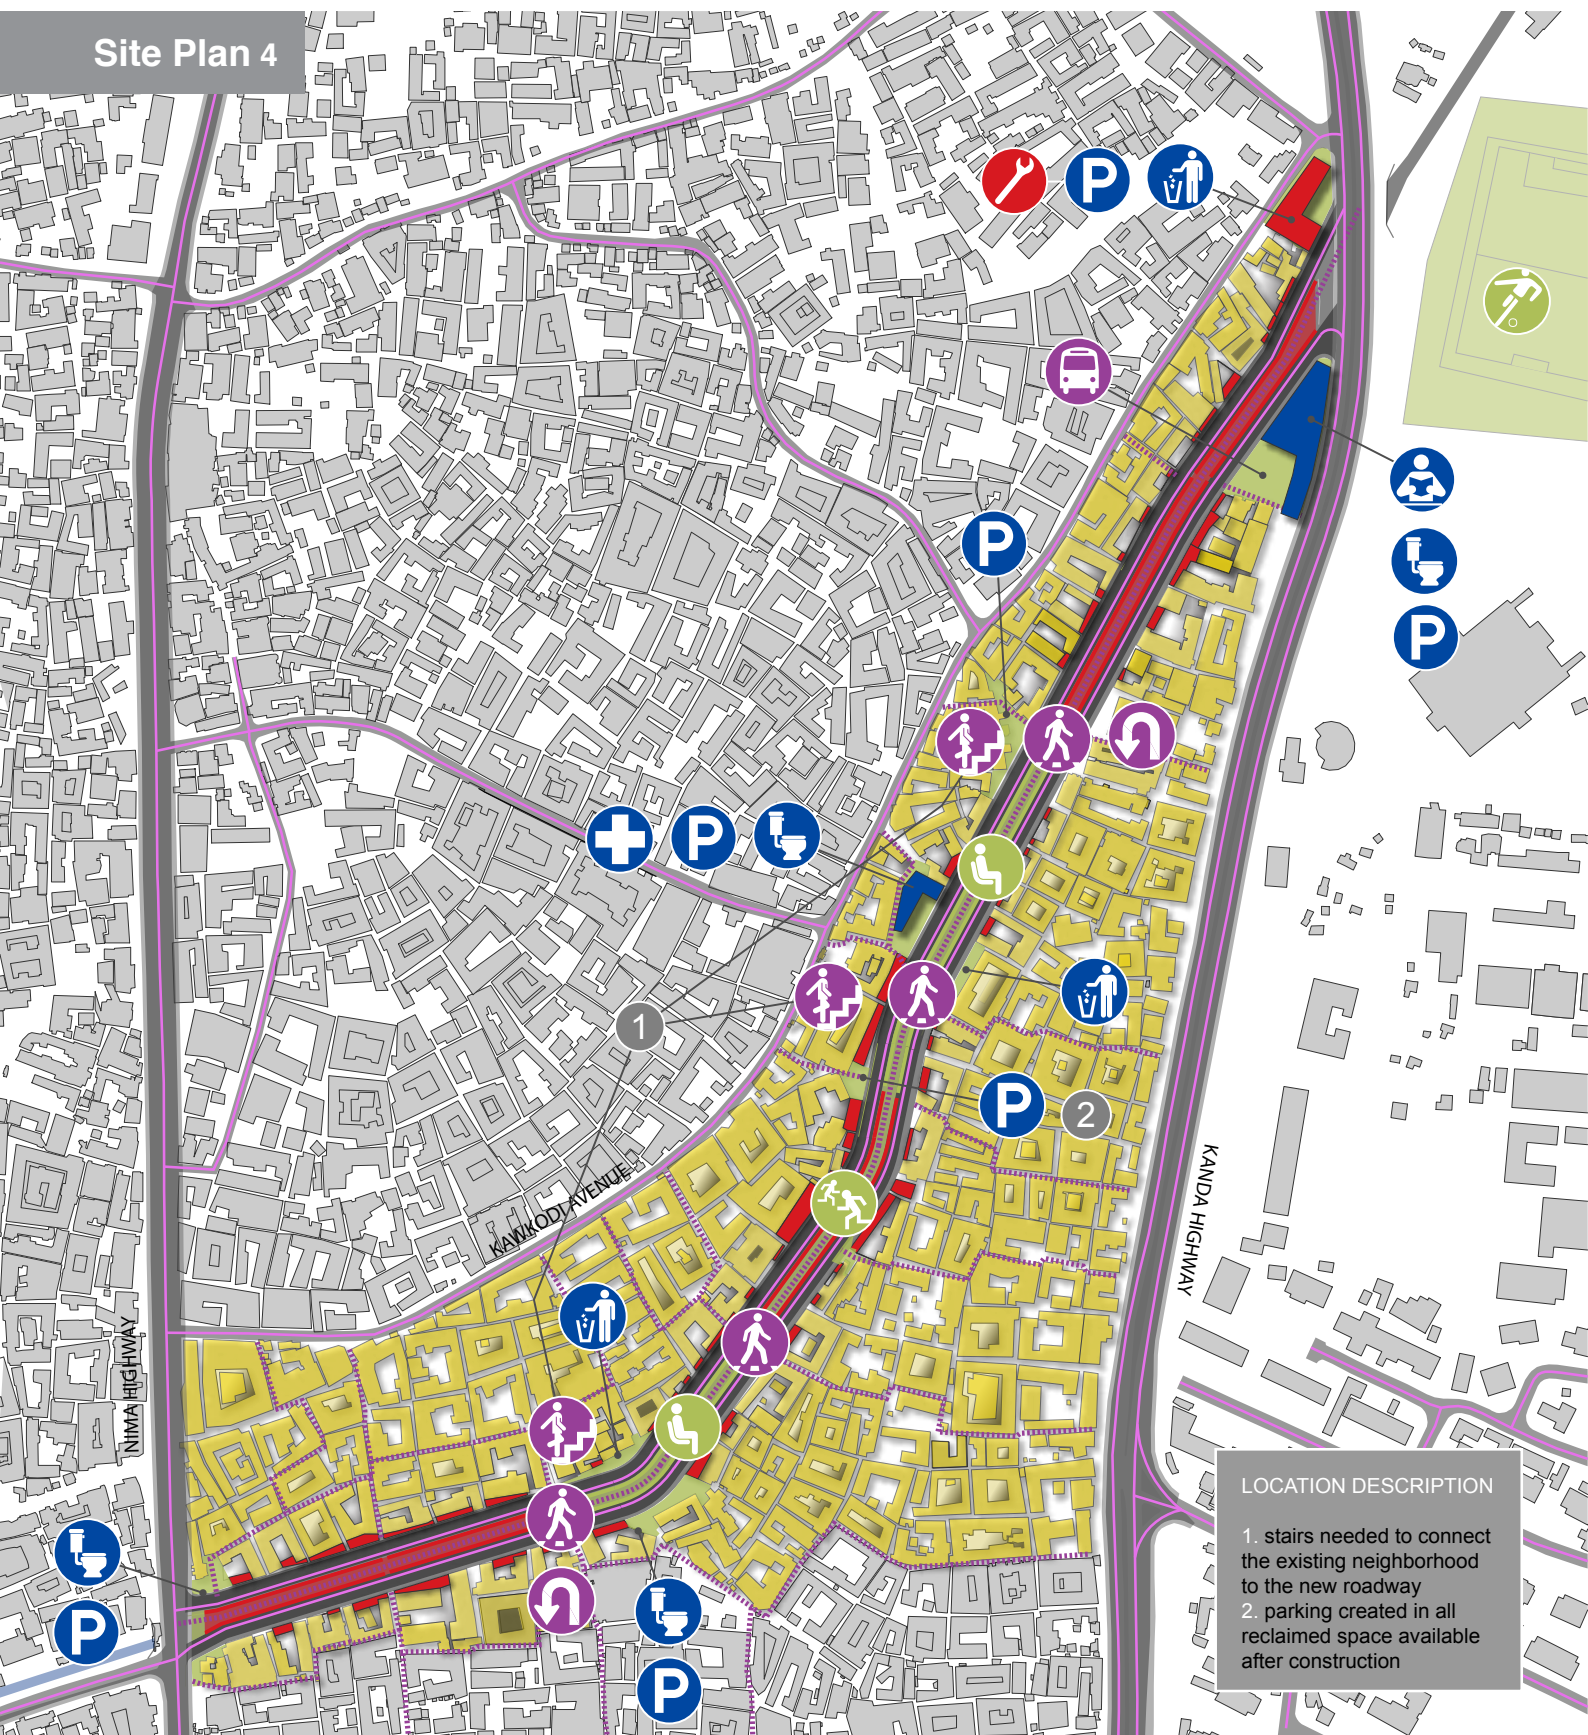 Site Plan 4
P
P
P
P
1
P
2
KAWKODI AVENUE
KANDA HIGHWAY
NIMA HIGHWAY
P
P
LOCATION DESCRIPTION
1. stairs needed to connect
the existing neighborhood
to the new roadway
2. parking created in all
reclaimed space available
after construction